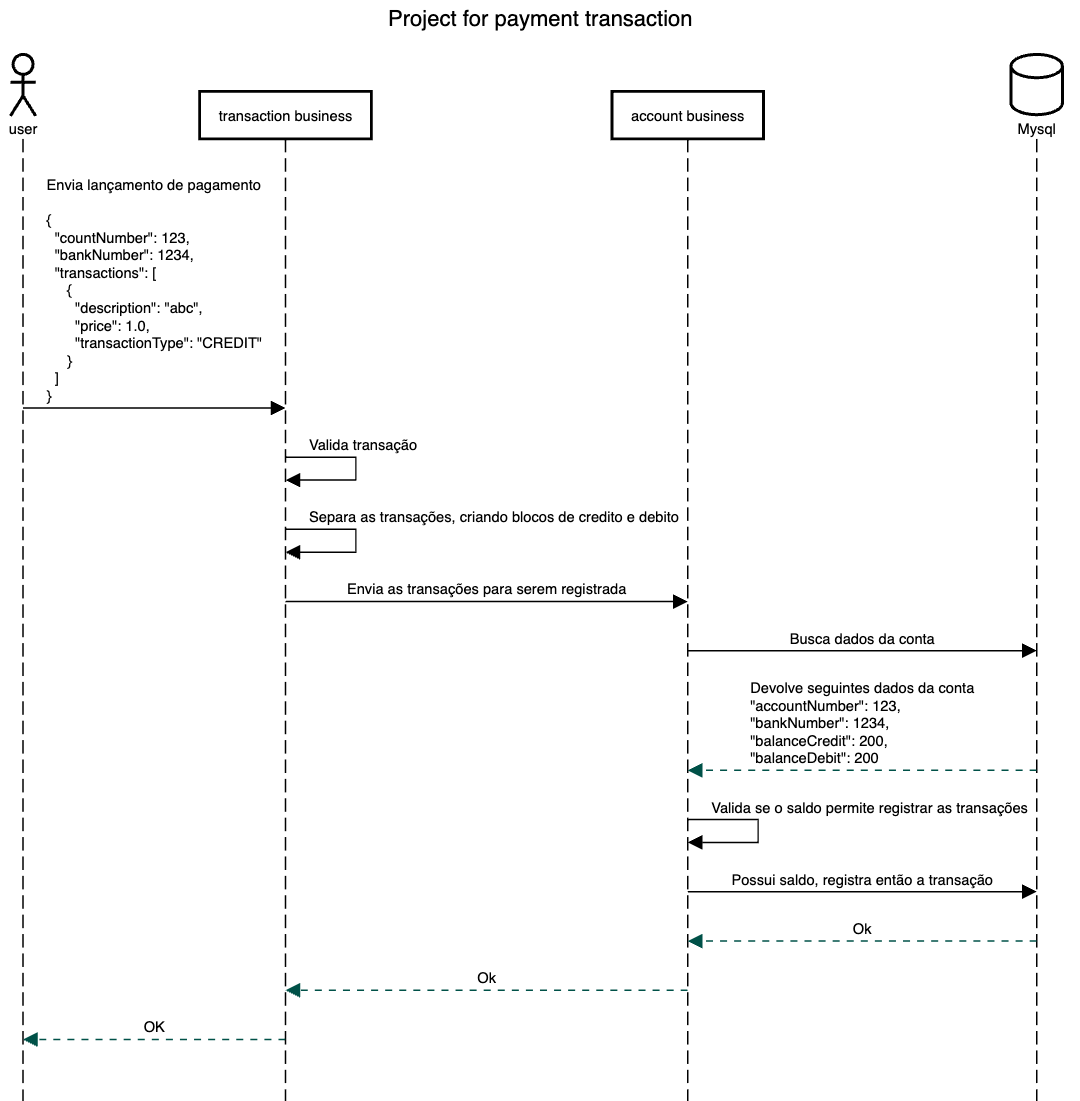 Project for payment transaction
user
transaction business
account business
Mysql
Envia lançamento de pagamento
{
"countNumber": 123,
"bankNumber": 1234,
"transactions": [
{
"description": "abc",
"price": 1.0,
"transactionType": "CREDIT"
}
]
}
Valida transação
Separa as transações, criando blocos de credito e debito
Envia as transações para serem registrada
Busca dados da conta
Devolve seguintes dados da conta
"accountNumber": 123,
"bankNumber": 1234,
"balanceCredit": 200,
"balanceDebit": 200
Valida se o saldo permite registrar as transações
Possui saldo, registra então a transação
Ok
Ok
OK